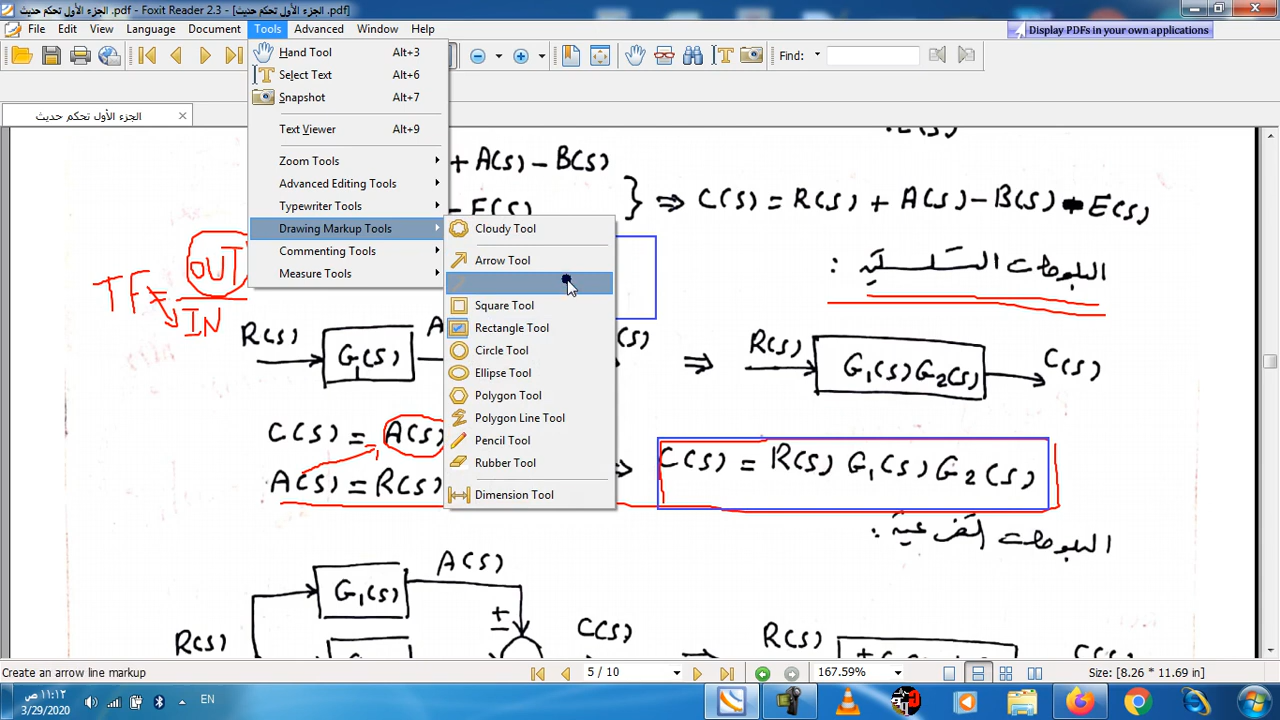 الجزء الأول تحكم حديث .pdf - Foxit Reader 2.3 - [الجزء الأول تحكم حديث .pdf]
File Edit View Language Document Tools Advanced Window Help
Display PDFs in your own applications
Find:
الجزء الأول تحكم حديث
Hand Tool Alt+3
Select Text Alt+6
Snapshot Alt+7
Text Viewer Alt+9
Zoom Tools
Advanced Editing Tools
Typewriter Tools
Drawing Markup Tools
Commenting Tools
Measure Tools
Cloudy Tool
Arrow Tool
Square Tool
Rectangle Tool
Circle Tool
Ellipse Tool
Polygon Tool
Polygon Line Tool
Pencil Tool
Rubber Tool
Dimension Tool
+ A(s) - B(s)
} ⇒ C(s) = R(s) + A(s) - B(s) - E(s)
البلوكات التسلسلية :
TF = OUT
IN
R(s) G1(s)
⇒ R(s) G1(s)G2(s) C(s)
C(s) = A(s)
A(s) = R(s)
C(s) = R(s) G1(s) G2(s)
البلوكات التفرعية :
G1(s) A(s)
±
R(s) C(s) ⇒ R(s)
Create an arrow line markup
5 / 10
167.59%
Size: [8.26 * 11.69 in]
١١:١٢ ص
3/29/2020
EN